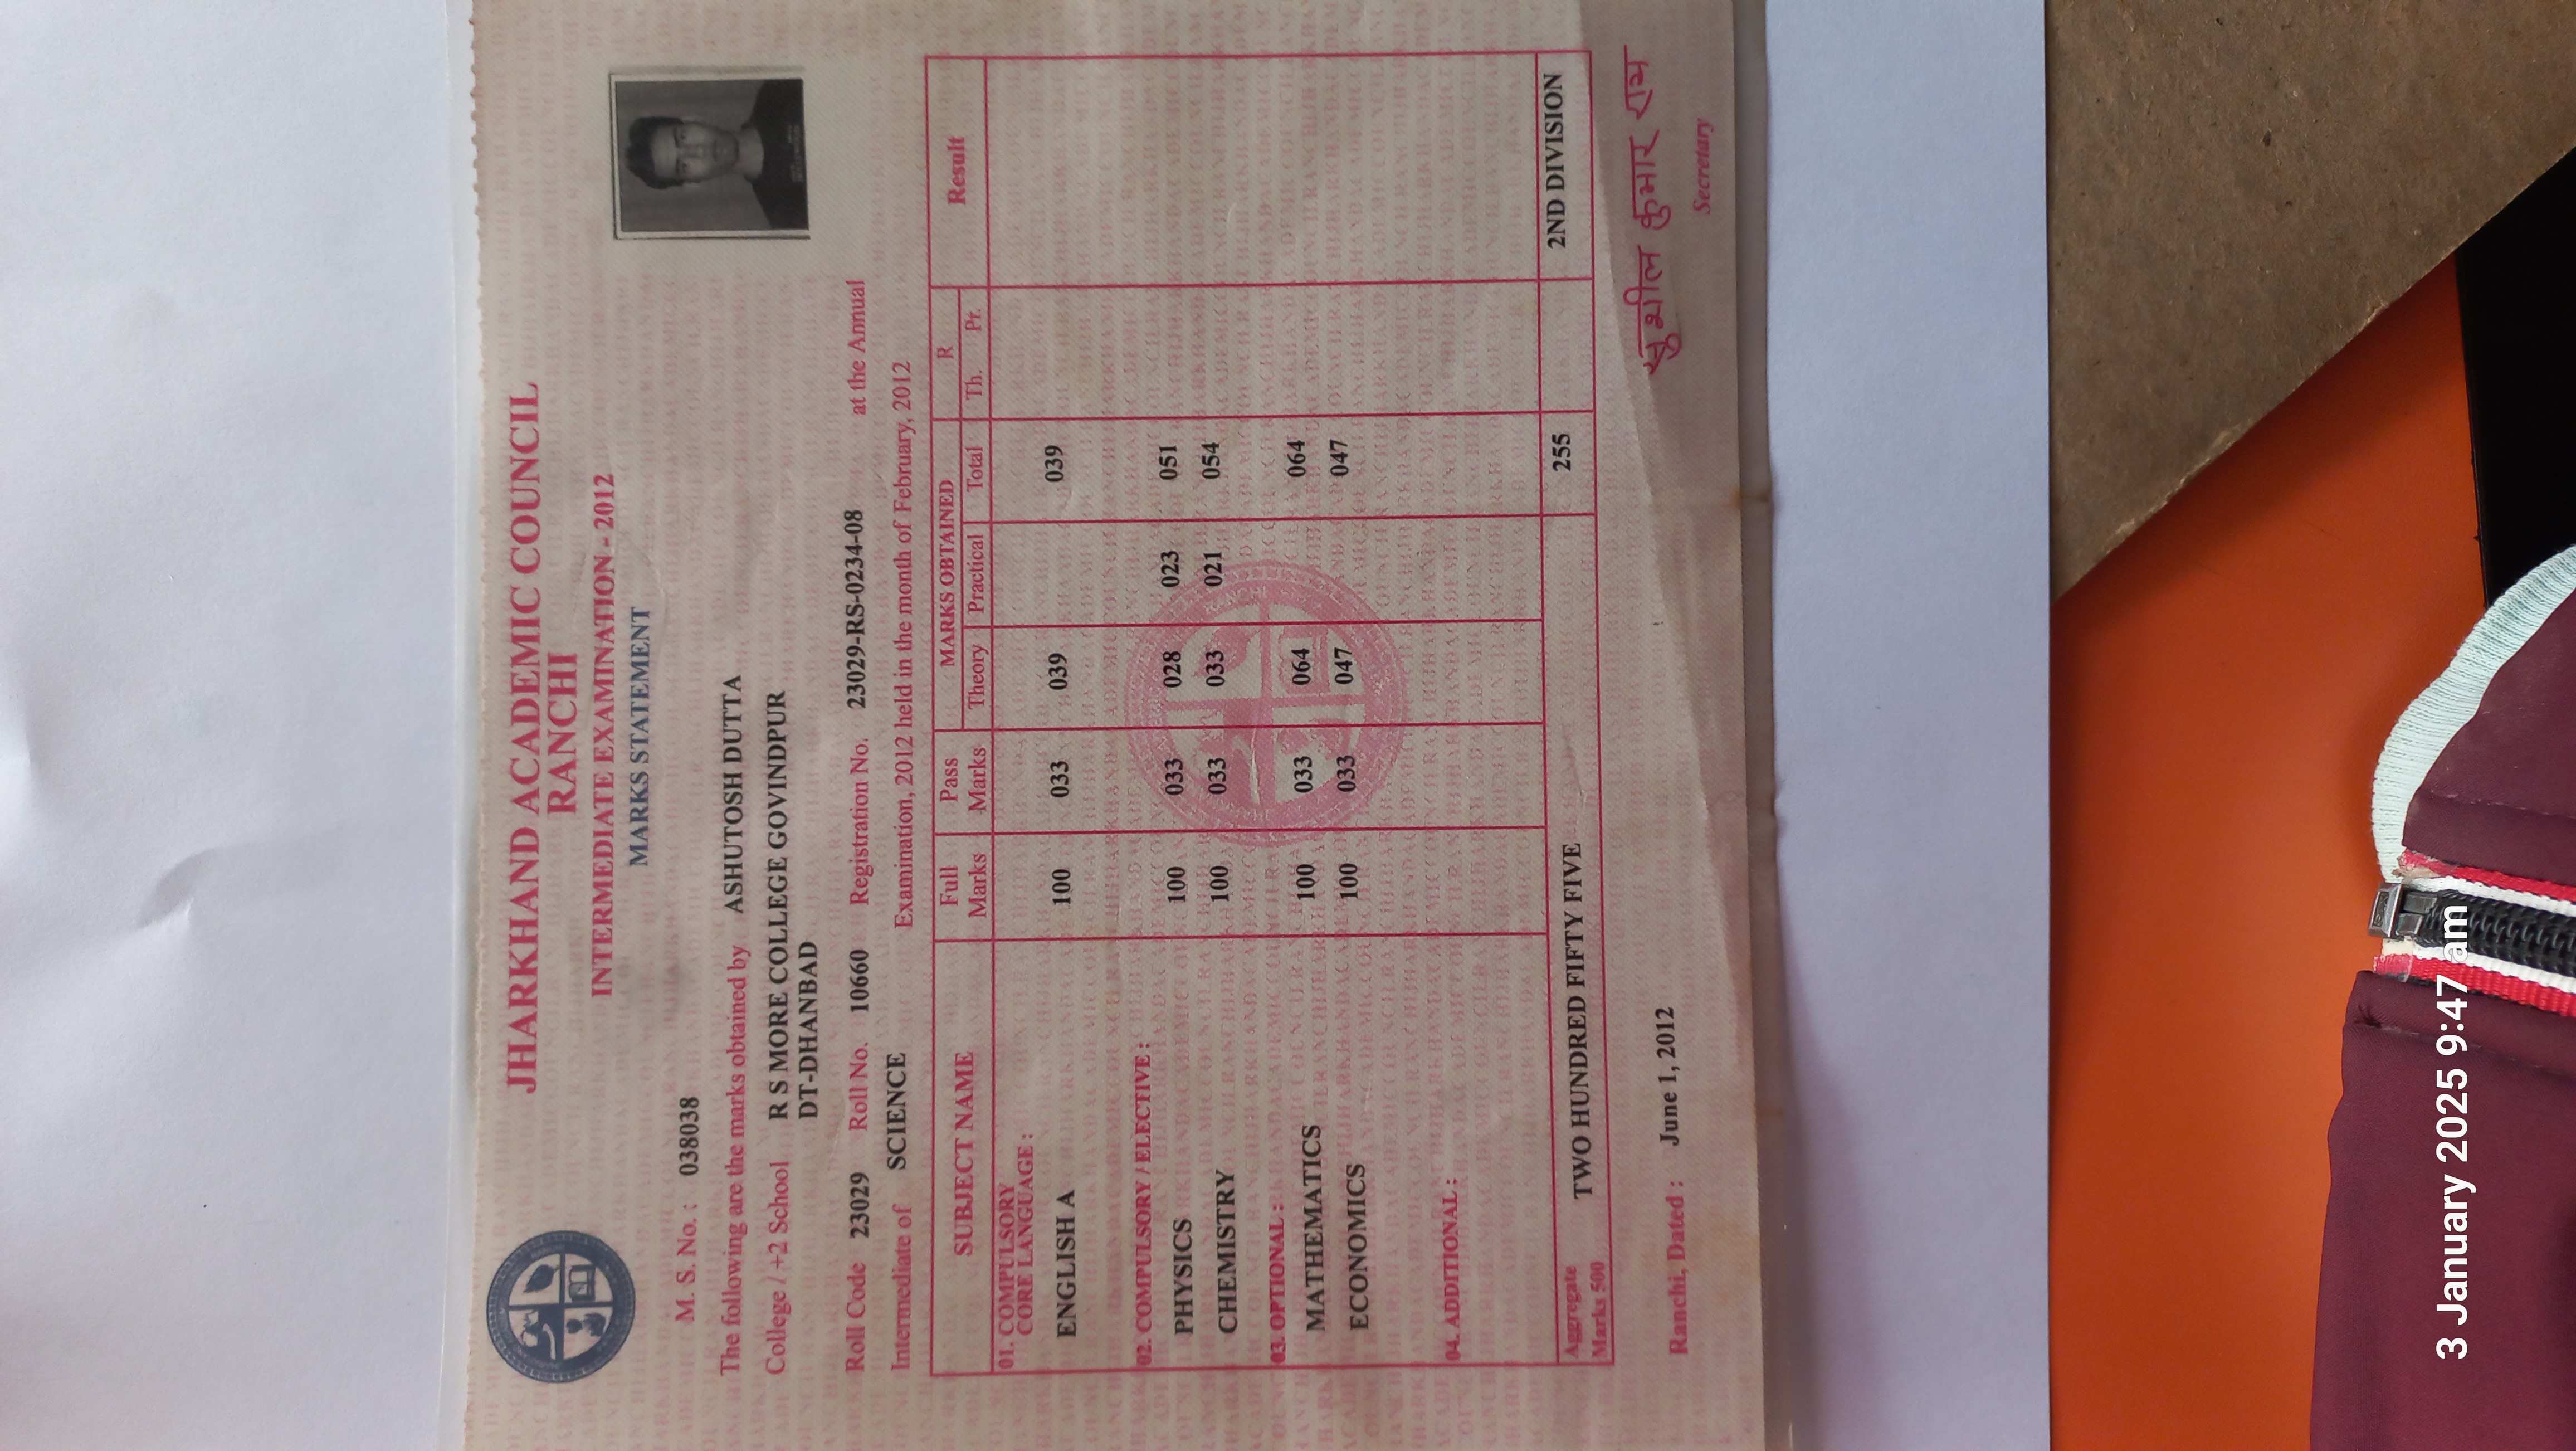 JHARKHAND ACADEMIC COUNCIL
RANCHI
INTERMEDIATE EXAMINATION - 2012
MARKS STATEMENT
M. S. No. : 038038
The following are the marks obtained by ASHUTOSH DUTTA
College / +2 School R S MORE COLLEGE GOVINDPUR
DT-DHANBAD
Roll Code 23029 Roll No. 10660 Registration No. 23029-RS-0234-08 at the Annual
Intermediate of SCIENCE Examination, 2012 held in the month of February, 2012
SUBJECT NAME Full Marks Pass Marks MARKS OBTAINED R Result
Theory Practical Total Th. Pr.
01. COMPULSORY
CORE LANGUAGE :
ENGLISH A 100 033 039 039
02. COMPULSORY / ELECTIVE :
PHYSICS 100 033 028 023 051
CHEMISTRY 100 033 033 021 054
03. OPTIONAL :
MATHEMATICS 100 033 064 064
ECONOMICS 100 033 047 047
04. ADDITIONAL :
Aggregate
Marks 500 TWO HUNDRED FIFTY FIVE 255 2ND DIVISION
Ranchi, Dated : June 1, 2012
सुशील कुमार राय
Secretary
3 January 2025 9:47 am